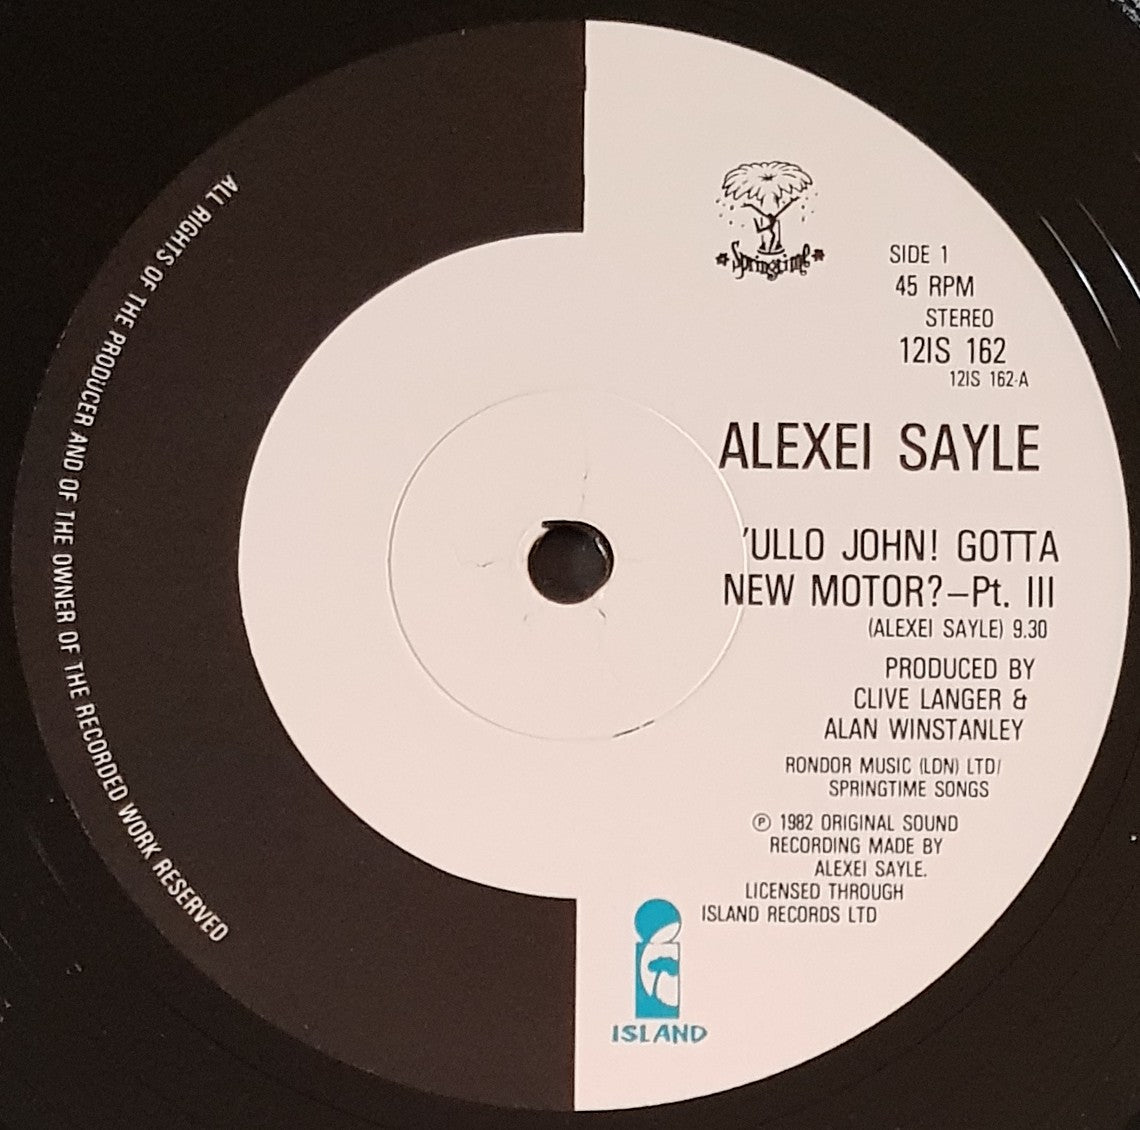 Springtime
SIDE 1
45 RPM
STEREO
12IS 162
12IS 162-A
ALEXEI SAYLE
'ULLO JOHN! GOTTA
NEW MOTOR?–Pt. III
(ALEXEI SAYLE) 9.30
PRODUCED BY
CLIVE LANGER &
ALAN WINSTANLEY
RONDOR MUSIC (LDN) LTD/
SPRINGTIME SONGS
℗ 1982 ORIGINAL SOUND
RECORDING MADE BY
ALEXEI SAYLE.
LICENSED THROUGH
ISLAND RECORDS LTD
ISLAND
ALL RIGHTS OF THE PRODUCER AND OF THE OWNER OF THE RECORDED WORK RESERVED